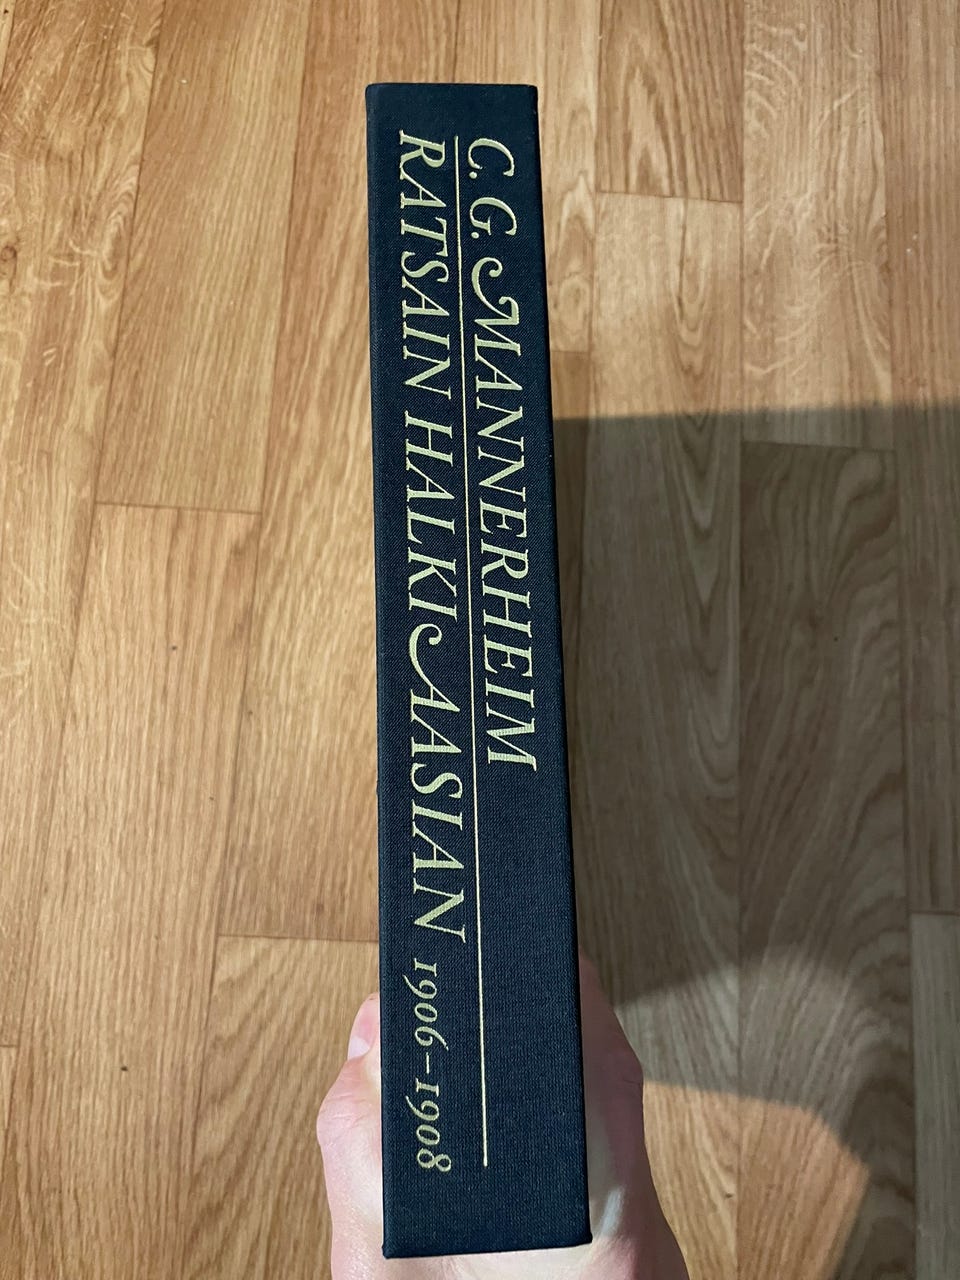 C. G. MANNERHEIM
RATSAIN HALKI AASIAN 1906–1908